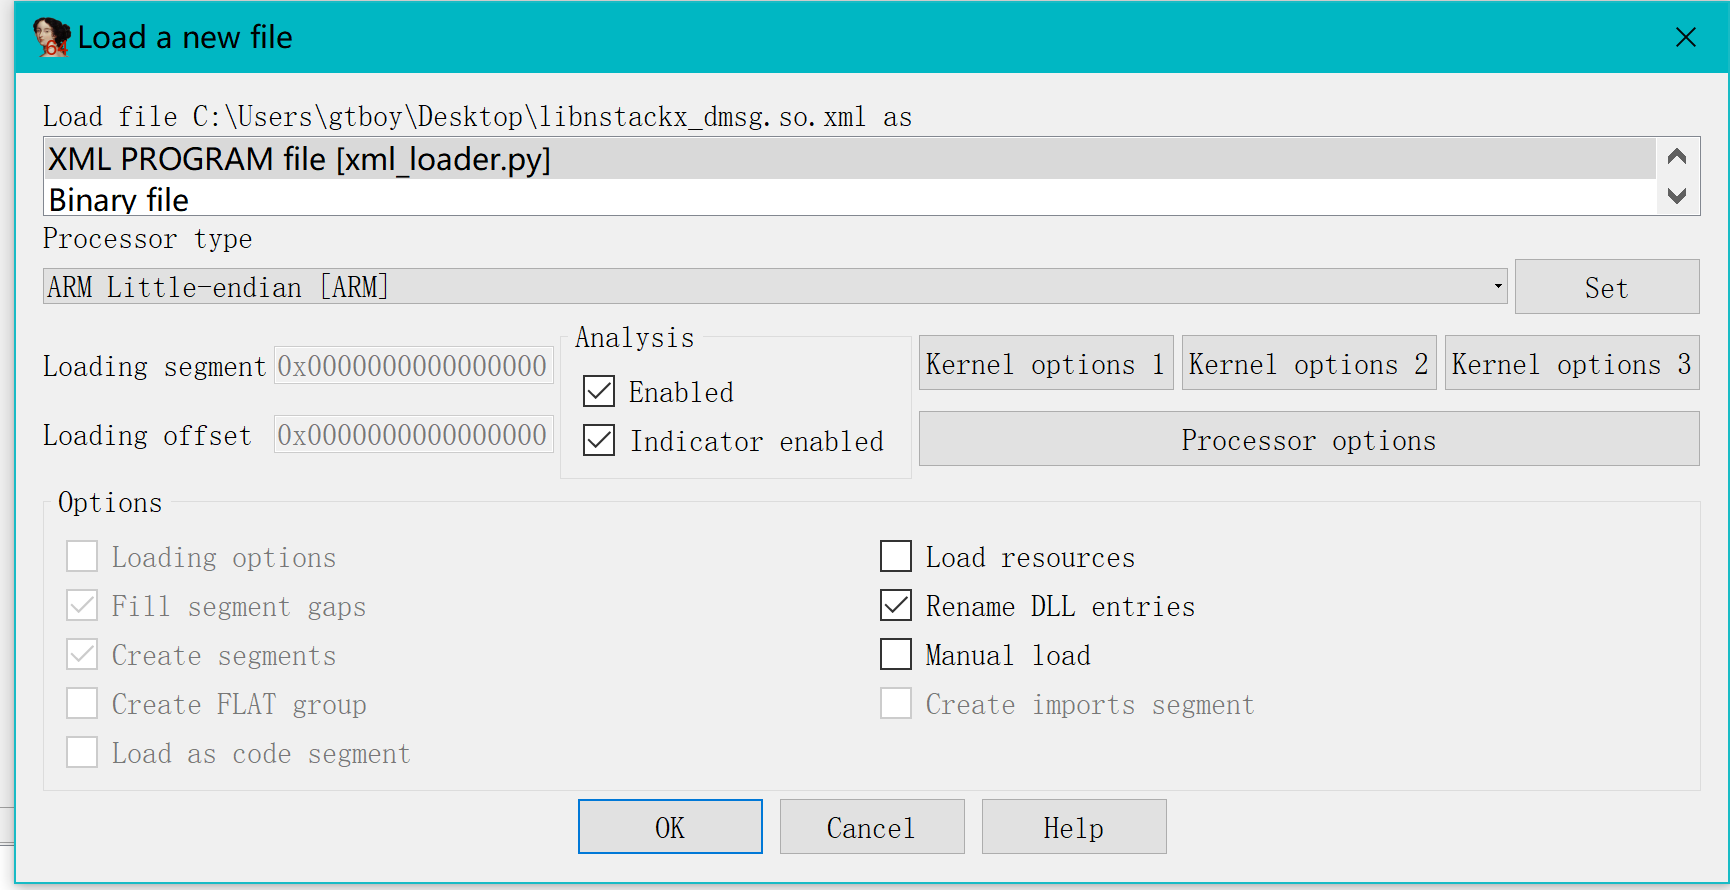 Load a new file
Load file C:\Users\gtboy\Desktop\libnstackx_dmsg.so.xml as
XML PROGRAM file [xml_loader.py]
Binary file
Processor type
ARM Little-endian [ARM]
Set
Loading segment 0x0000000000000000
Loading offset 0x0000000000000000
Analysis
Enabled
Indicator enabled
Kernel options 1
Kernel options 2
Kernel options 3
Processor options
Options
Loading options
Fill segment gaps
Create segments
Create FLAT group
Load as code segment
Load resources
Rename DLL entries
Manual load
Create imports segment
OK
Cancel
Help
64